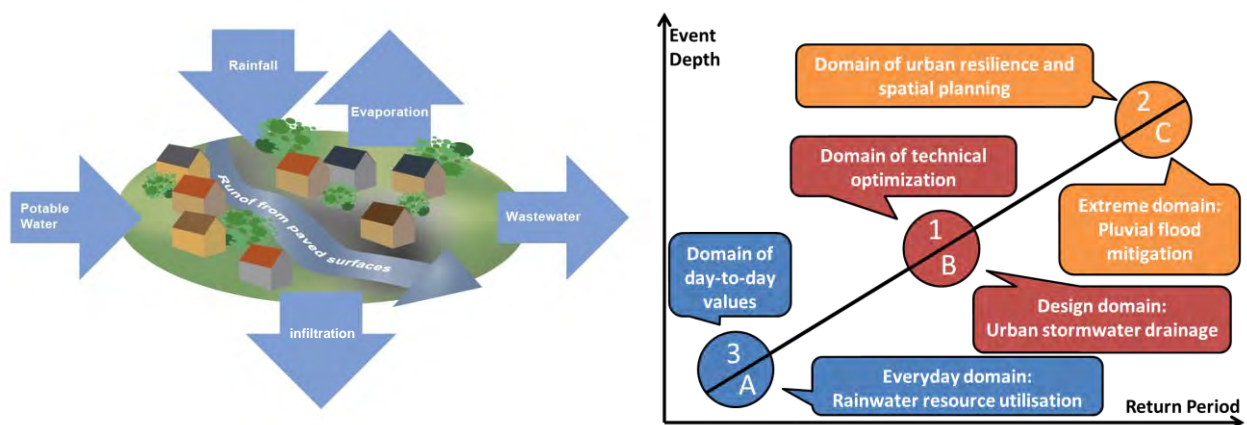 Rainfall
Evaporation
Potable
Water
Runof from paved surfaces
Wastewater
infiltration
Event
Depth
Domain of urban resilience and
spatial planning
2
C
Domain of technical
optimization
1
B
Extreme domain:
Pluvial flood
mitigation
Domain of
day-to-day
values
Design domain:
Urban stormwater drainage
3
A
Everyday domain:
Rainwater resource utilisation
Return Period